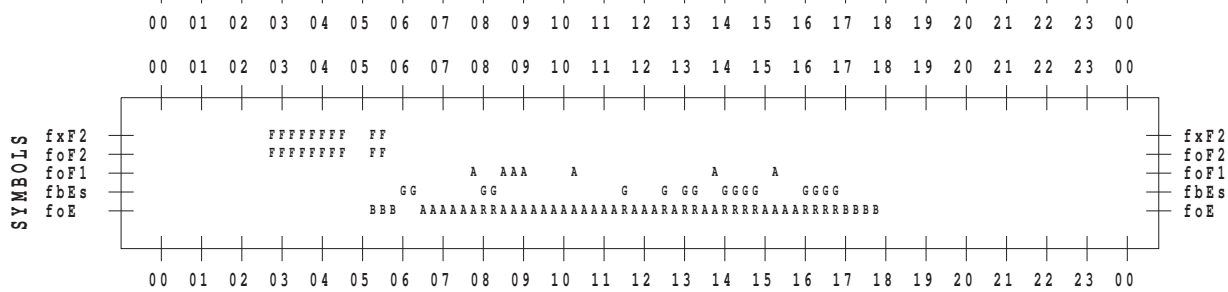 00 01 02 03 04 05 06 07 08 09 10 11 12 13 14 15 16 17 18 19 20 21 22 23 00
00 01 02 03 04 05 06 07 08 09 10 11 12 13 14 15 16 17 18 19 20 21 22 23 00
SYMBOLS
fxF2 FFFFFFFF FF fxF2
foF2 FFFFFFFF FF foF2
foF1 A AAA A A A foF1
fbEs GG GG G G GG GGGG GGGG fbEs
foE BBB AAAAAARRAAAAAAAAAAAARAAARARRAARRRRAAAARRRRBBBB foE
00 01 02 03 04 05 06 07 08 09 10 11 12 13 14 15 16 17 18 19 20 21 22 23 00